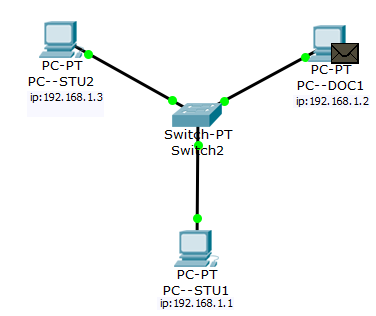 PC-PT
PC--STU2
ip:192.168.1.3
PC-PT
PC--DOC1
ip:192.168.1.2
Switch-PT
Switch2
PC-PT
PC--STU1
ip:192.168.1.1